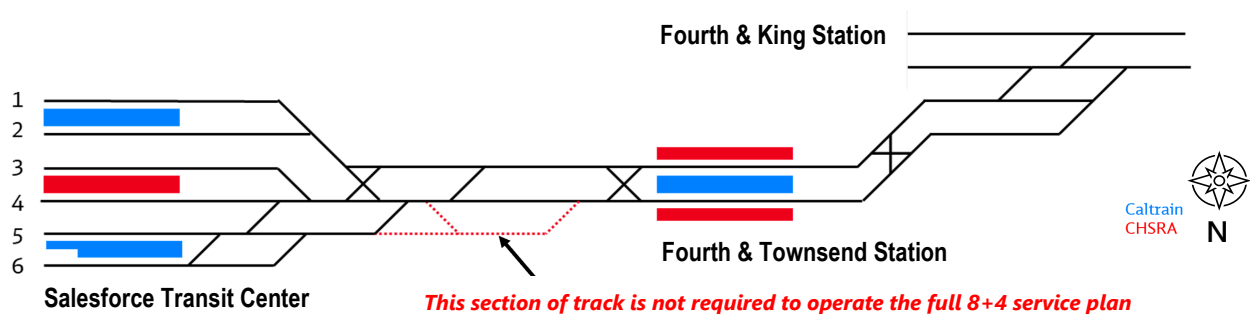 Fourth & King Station
1
2
3
4
5
6
Caltrain
CHSRA
N
Fourth & Townsend Station
Salesforce Transit Center
This section of track is not required to operate the full 8+4 service plan